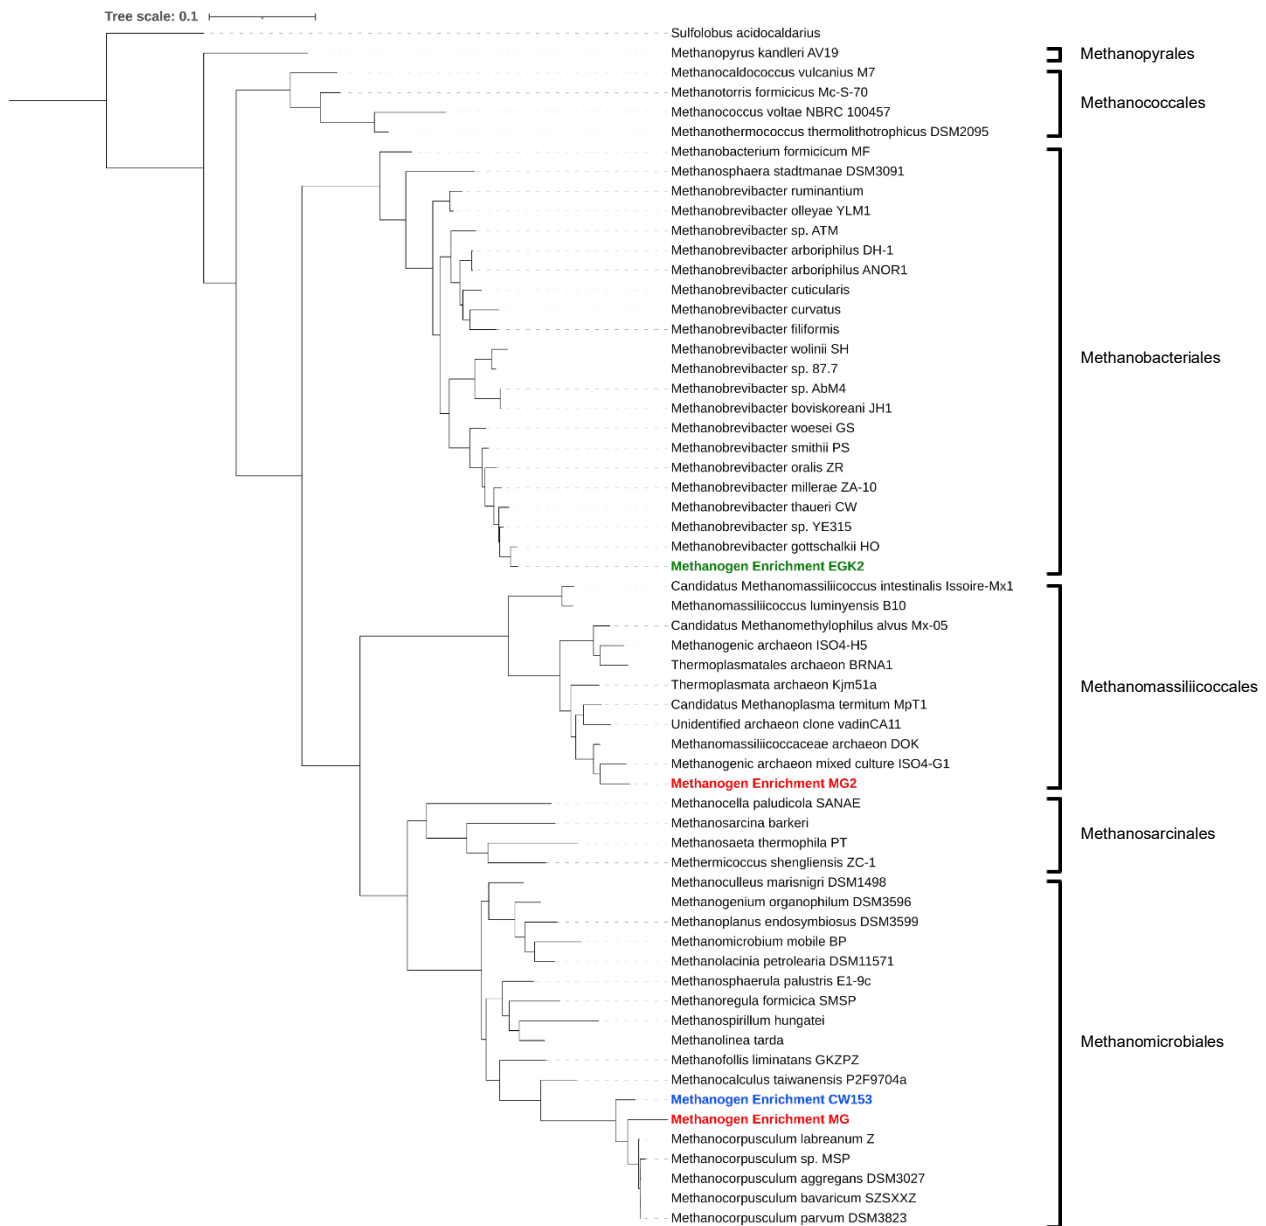 Tree scale: 0.1
Sulfolobus acidocaldarius
Methanopyrus kandleri AV19
Methanopyrales
Methanocaldococcus vulcanius M7
Methanotorris formicicus Mc-S-70
Methanococcales
Methanococcus voltae NBRC 100457
Methanothermococcus thermolithotrophicus DSM2095
Methanobacterium formicicum MF
Methanosphaera stadtmanae DSM3091
Methanobrevibacter ruminantium
Methanobrevibacter olleyae YLM1
Methanobrevibacter sp. ATM
Methanobrevibacter arboriphilus DH-1
Methanobrevibacter arboriphilus ANOR1
Methanobrevibacter cuticularis
Methanobrevibacter curvatus
Methanobrevibacter filiformis
Methanobrevibacter wolinii SH
Methanobacteriales
Methanobrevibacter sp. 87.7
Methanobrevibacter sp. AbM4
Methanobrevibacter boviskoreani JH1
Methanobrevibacter woesei GS
Methanobrevibacter smithii PS
Methanobrevibacter oralis ZR
Methanobrevibacter millerae ZA-10
Methanobrevibacter thaueri CW
Methanobrevibacter sp. YE315
Methanobrevibacter gottschalkii HO
Methanogen Enrichment EGK2
Candidatus Methanomassiliicoccus intestinalis Issoire-Mx1
Methanomassiliicoccus luminyensis B10
Candidatus Methanomethylophilus alvus Mx-05
Methanogenic archaeon ISO4-H5
Thermoplasmatales archaeon BRNA1
Thermoplasmata archaeon Kjm51a
Methanomassiliicoccales
Candidatus Methanoplasma termitum MpT1
Unidentified archaeon clone vadinCA11
Methanomassiliicoccaceae archaeon DOK
Methanogenic archaeon mixed culture ISO4-G1
Methanogen Enrichment MG2
Methanocella paludicola SANAE
Methanosarcina barkeri
Methanosarcinales
Methanosaeta thermophila PT
Methermicoccus shengliensis ZC-1
Methanoculleus marisnigri DSM1498
Methanogenium organophilum DSM3596
Methanoplanus endosymbiosus DSM3599
Methanomicrobium mobile BP
Methanolacinia petrolearia DSM11571
Methanosphaerula palustris E1-9c
Methanoregula formicica SMSP
Methanospirillum hungatei
Methanolinea tarda
Methanomicrobiales
Methanofollis liminatans GKZPZ
Methanocalculus taiwanensis P2F9704a
Methanogen Enrichment CW153
Methanogen Enrichment MG
Methanocorpusculum labreanum Z
Methanocorpusculum sp. MSP
Methanocorpusculum aggregans DSM3027
Methanocorpusculum bavaricum SZSXXZ
Methanocorpusculum parvum DSM3823